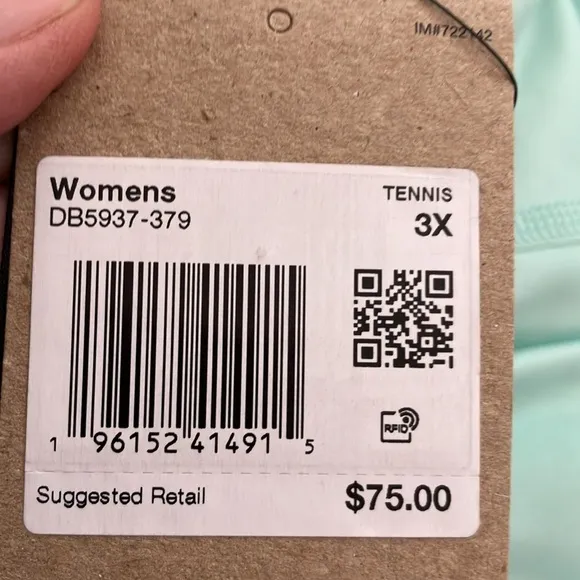 IM#722142
Womens
TENNIS
DB5937-379
3X
RFID
1 96152 41491 5
Suggested Retail
$75.00